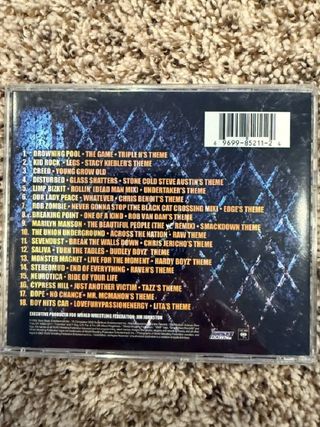 6 99699-85211-2 4
1 DROWNING POOL - THE GAME - TRIPLE H'S THEME
2 KID ROCK - LEGS - STACY KIEBLER'S THEME
3 CREED - YOUNG GROW OLD
4 DISTURBED - GLASS SHATTERS - STONE COLD STEVE AUSTIN'S THEME
5 LIMP BIZKIT - ROLLIN' (DEAD MAN MIX) - UNDERTAKER'S THEME
6 OUR LADY PEACE - WHATEVER - CHRIS BENOIT'S THEME
7 ROB ZOMBIE - NEVER GONNA STOP (THE BLACK CAT CROSSING MIX) - EDGE'S THEME
8 BREAKING POINT - ONE OF A KIND - ROB VAN DAM'S THEME
9 MARILYN MANSON - THE BEAUTIFUL PEOPLE (THE REMIX) - SMACKDOWN THEME
10 THE UNION UNDERGROUND - ACROSS THE NATION - RAW THEME
11 SEVENDUST - BREAK THE WALLS DOWN - CHRIS JERICHO'S THEME
12 SALIVA - TURN THE TABLES - DUDLEY BOYZ' THEME
13 MONSTER MAGNET - LIVE FOR THE MOMENT - HARDY BOYZ' THEME
14 STEREOMUD - END OF EVERYTHING - RAVEN'S THEME
15 NEUROTICA - RIDE OF YOUR LIFE
16 CYPRESS HILL - JUST ANOTHER VICTIM - TAZZ'S THEME
17 DOPE - NO CHANCE - MR. MCMAHON'S THEME
18 BOY HITS CAR - LOVEFURYPASSIONENERGY - LITA'S THEME
EXECUTIVE PRODUCER FOR WORLD WRESTLING FEDERATION: JIM JOHNSTON